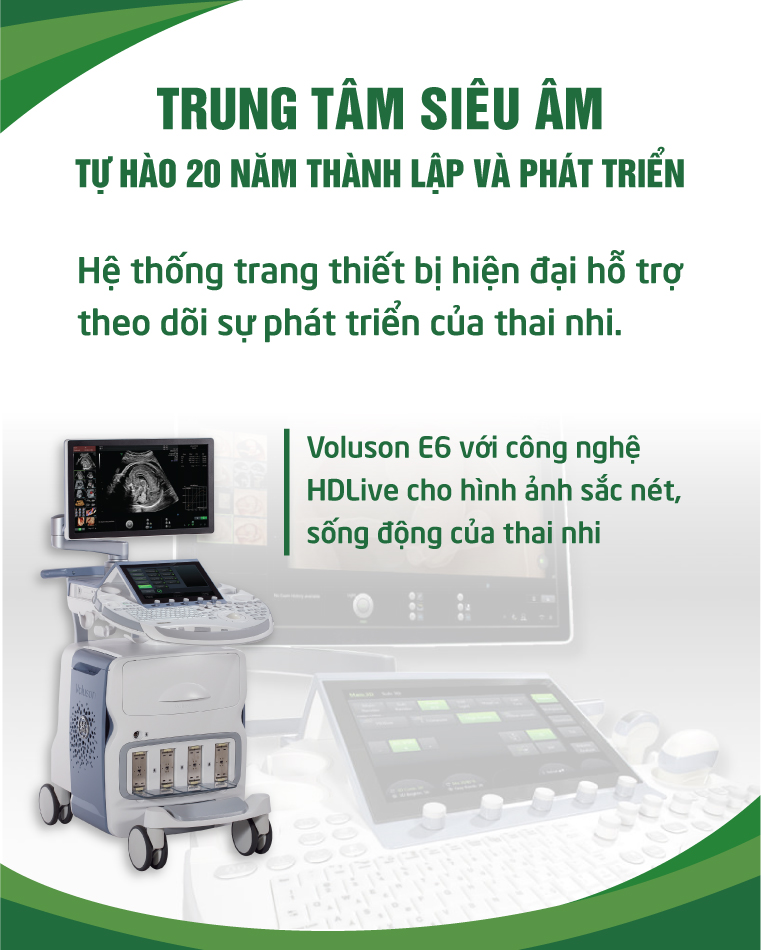 TRUNG TÂM SIÊU ÂM
TỰ HÀO 20 NĂM THÀNH LẬP VÀ PHÁT TRIỂN
Hệ thống trang thiết bị hiện đại hỗ trợ
theo dõi sự phát triển của thai nhi.
Voluson E6 với công nghệ
HDLive cho hình ảnh sắc nét,
sống động của thai nhi
Voluson